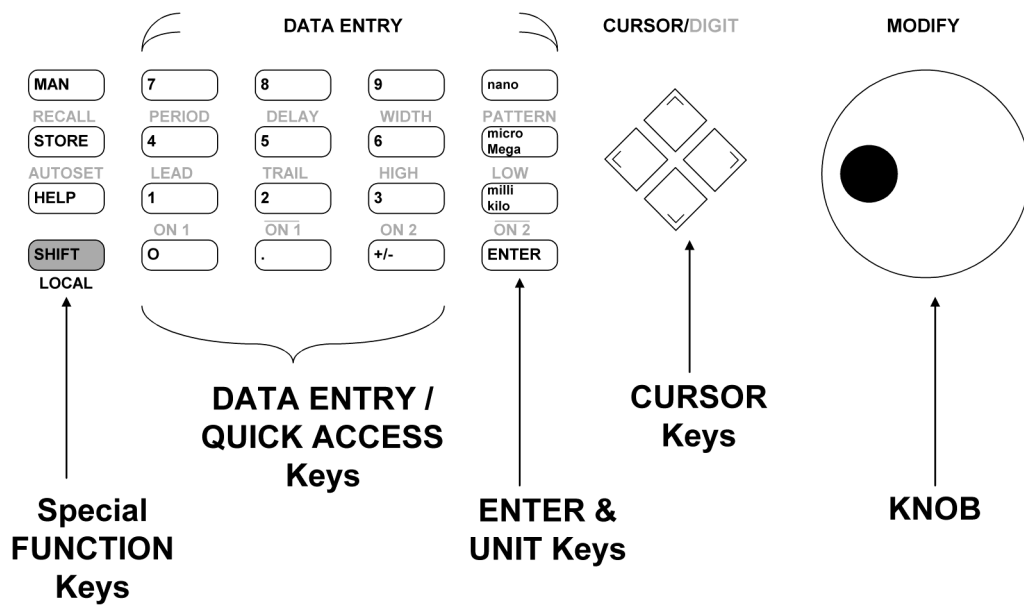 DATA ENTRY CURSOR/DIGIT MODIFY
MAN 7 8 9 nano
RECALL PERIOD DELAY WIDTH PATTERN
STORE 4 5 6 micro
Mega
AUTOSET LEAD TRAIL HIGH LOW
HELP 1 2 3 milli
kilo
ON 1 ON 1 ON 2 ON 2
SHIFT O . +/- ENTER
LOCAL
DATA ENTRY /
QUICK ACCESS
Keys
CURSOR
Keys
Special
FUNCTION
Keys
ENTER &
UNIT Keys
KNOB